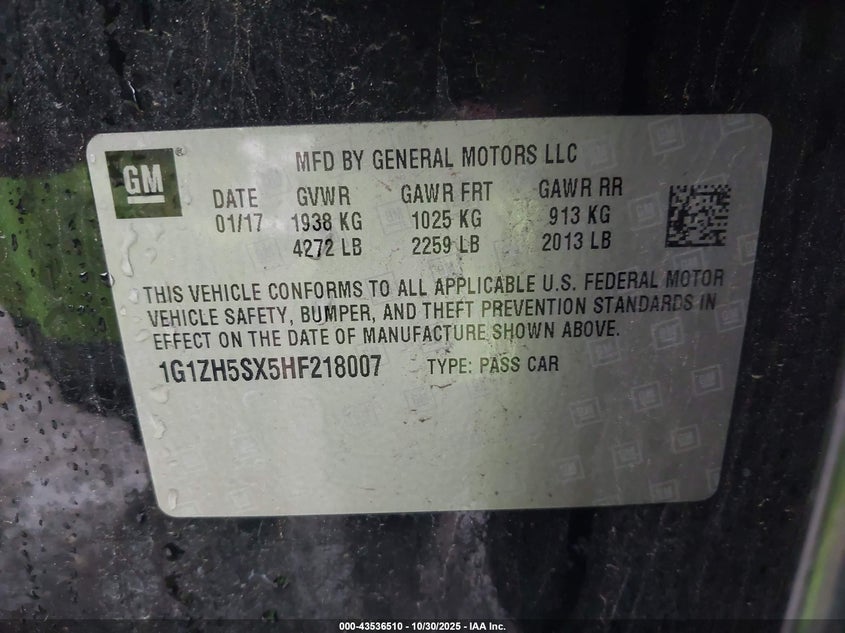 GM
MFD BY GENERAL MOTORS LLC
DATE GVWR GAWR FRT GAWR RR
01/17 1938 KG 1025 KG 913 KG
4272 LB 2259 LB 2013 LB
THIS VEHICLE CONFORMS TO ALL APPLICABLE U.S. FEDERAL MOTOR
VEHICLE SAFETY, BUMPER, AND THEFT PREVENTION STANDARDS IN
EFFECT ON THE DATE OF MANUFACTURE SHOWN ABOVE.
1G1ZH5SX5HF218007 TYPE: PASS CAR
000-43536510 - 10/30/2025 - IAA Inc.